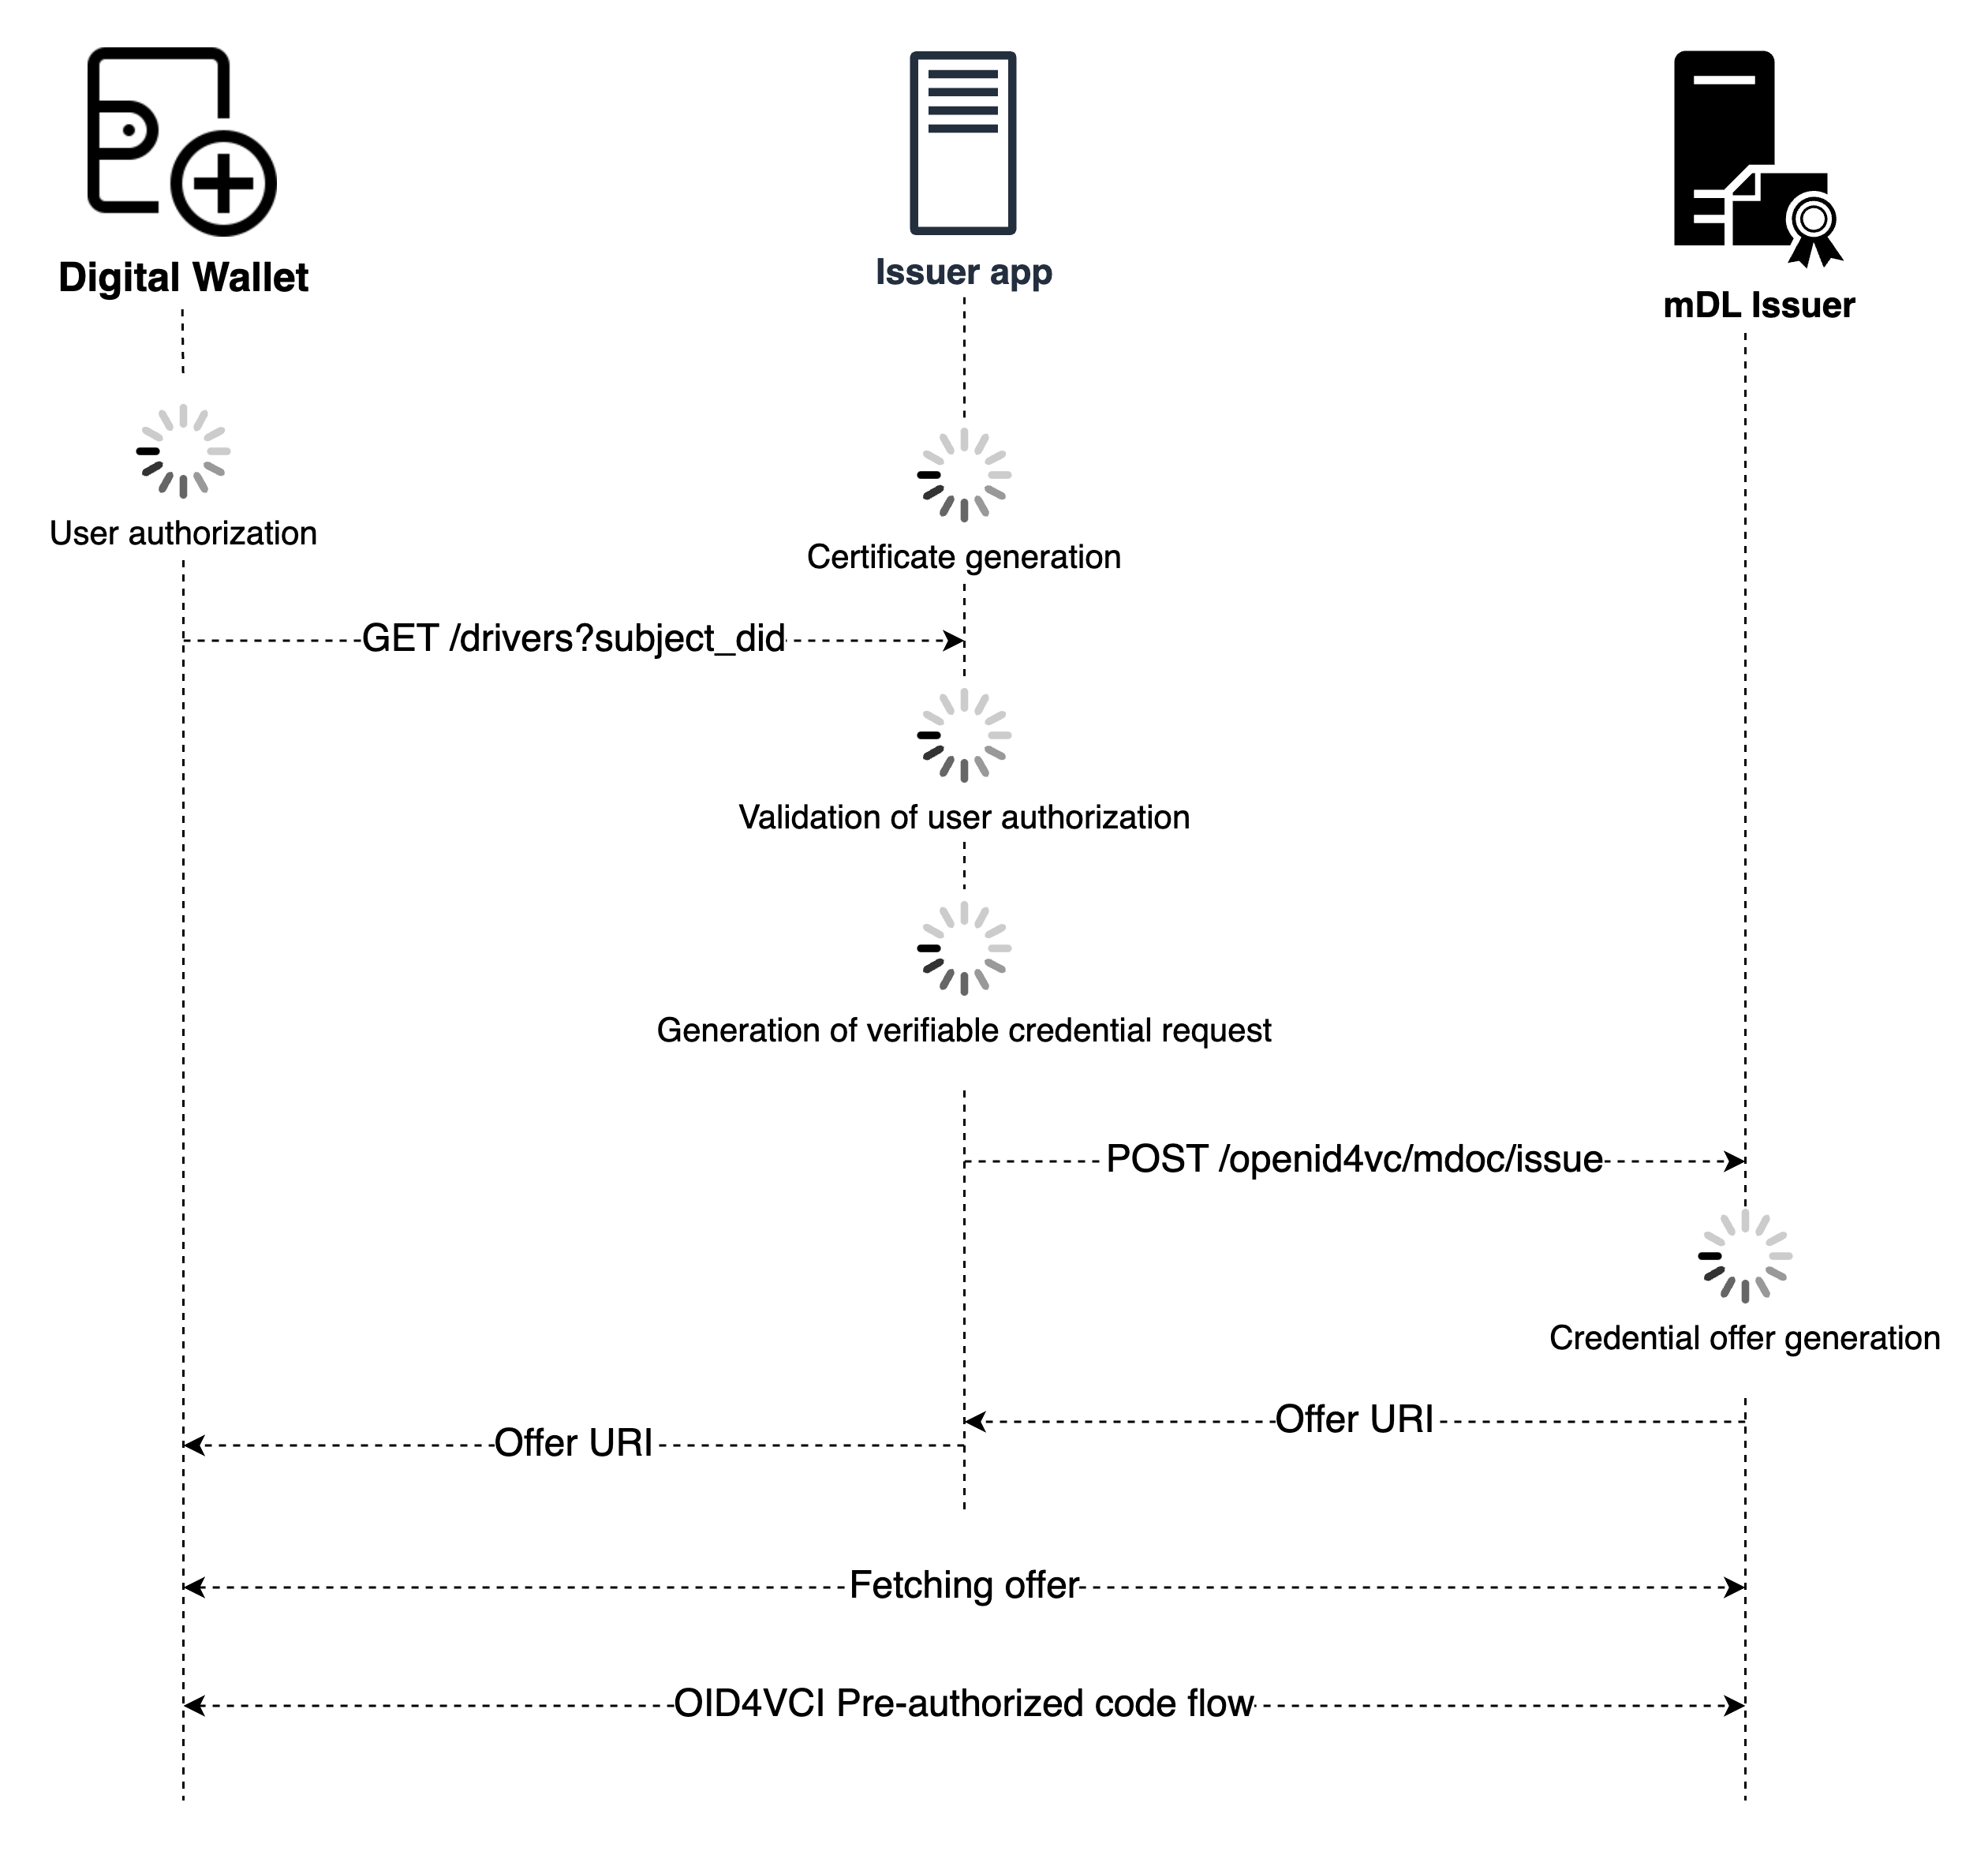 Digital Wallet
Issuer app
mDL Issuer
User authorization
Certificate generation
GET /drivers?subject_did
Validation of user authorization
Generation of verifiable credential request
POST /openid4vc/mdoc/issue
Credential offer generation
Offer URI
Offer URI
Fetching offer
OID4VCI Pre-authorized code flow